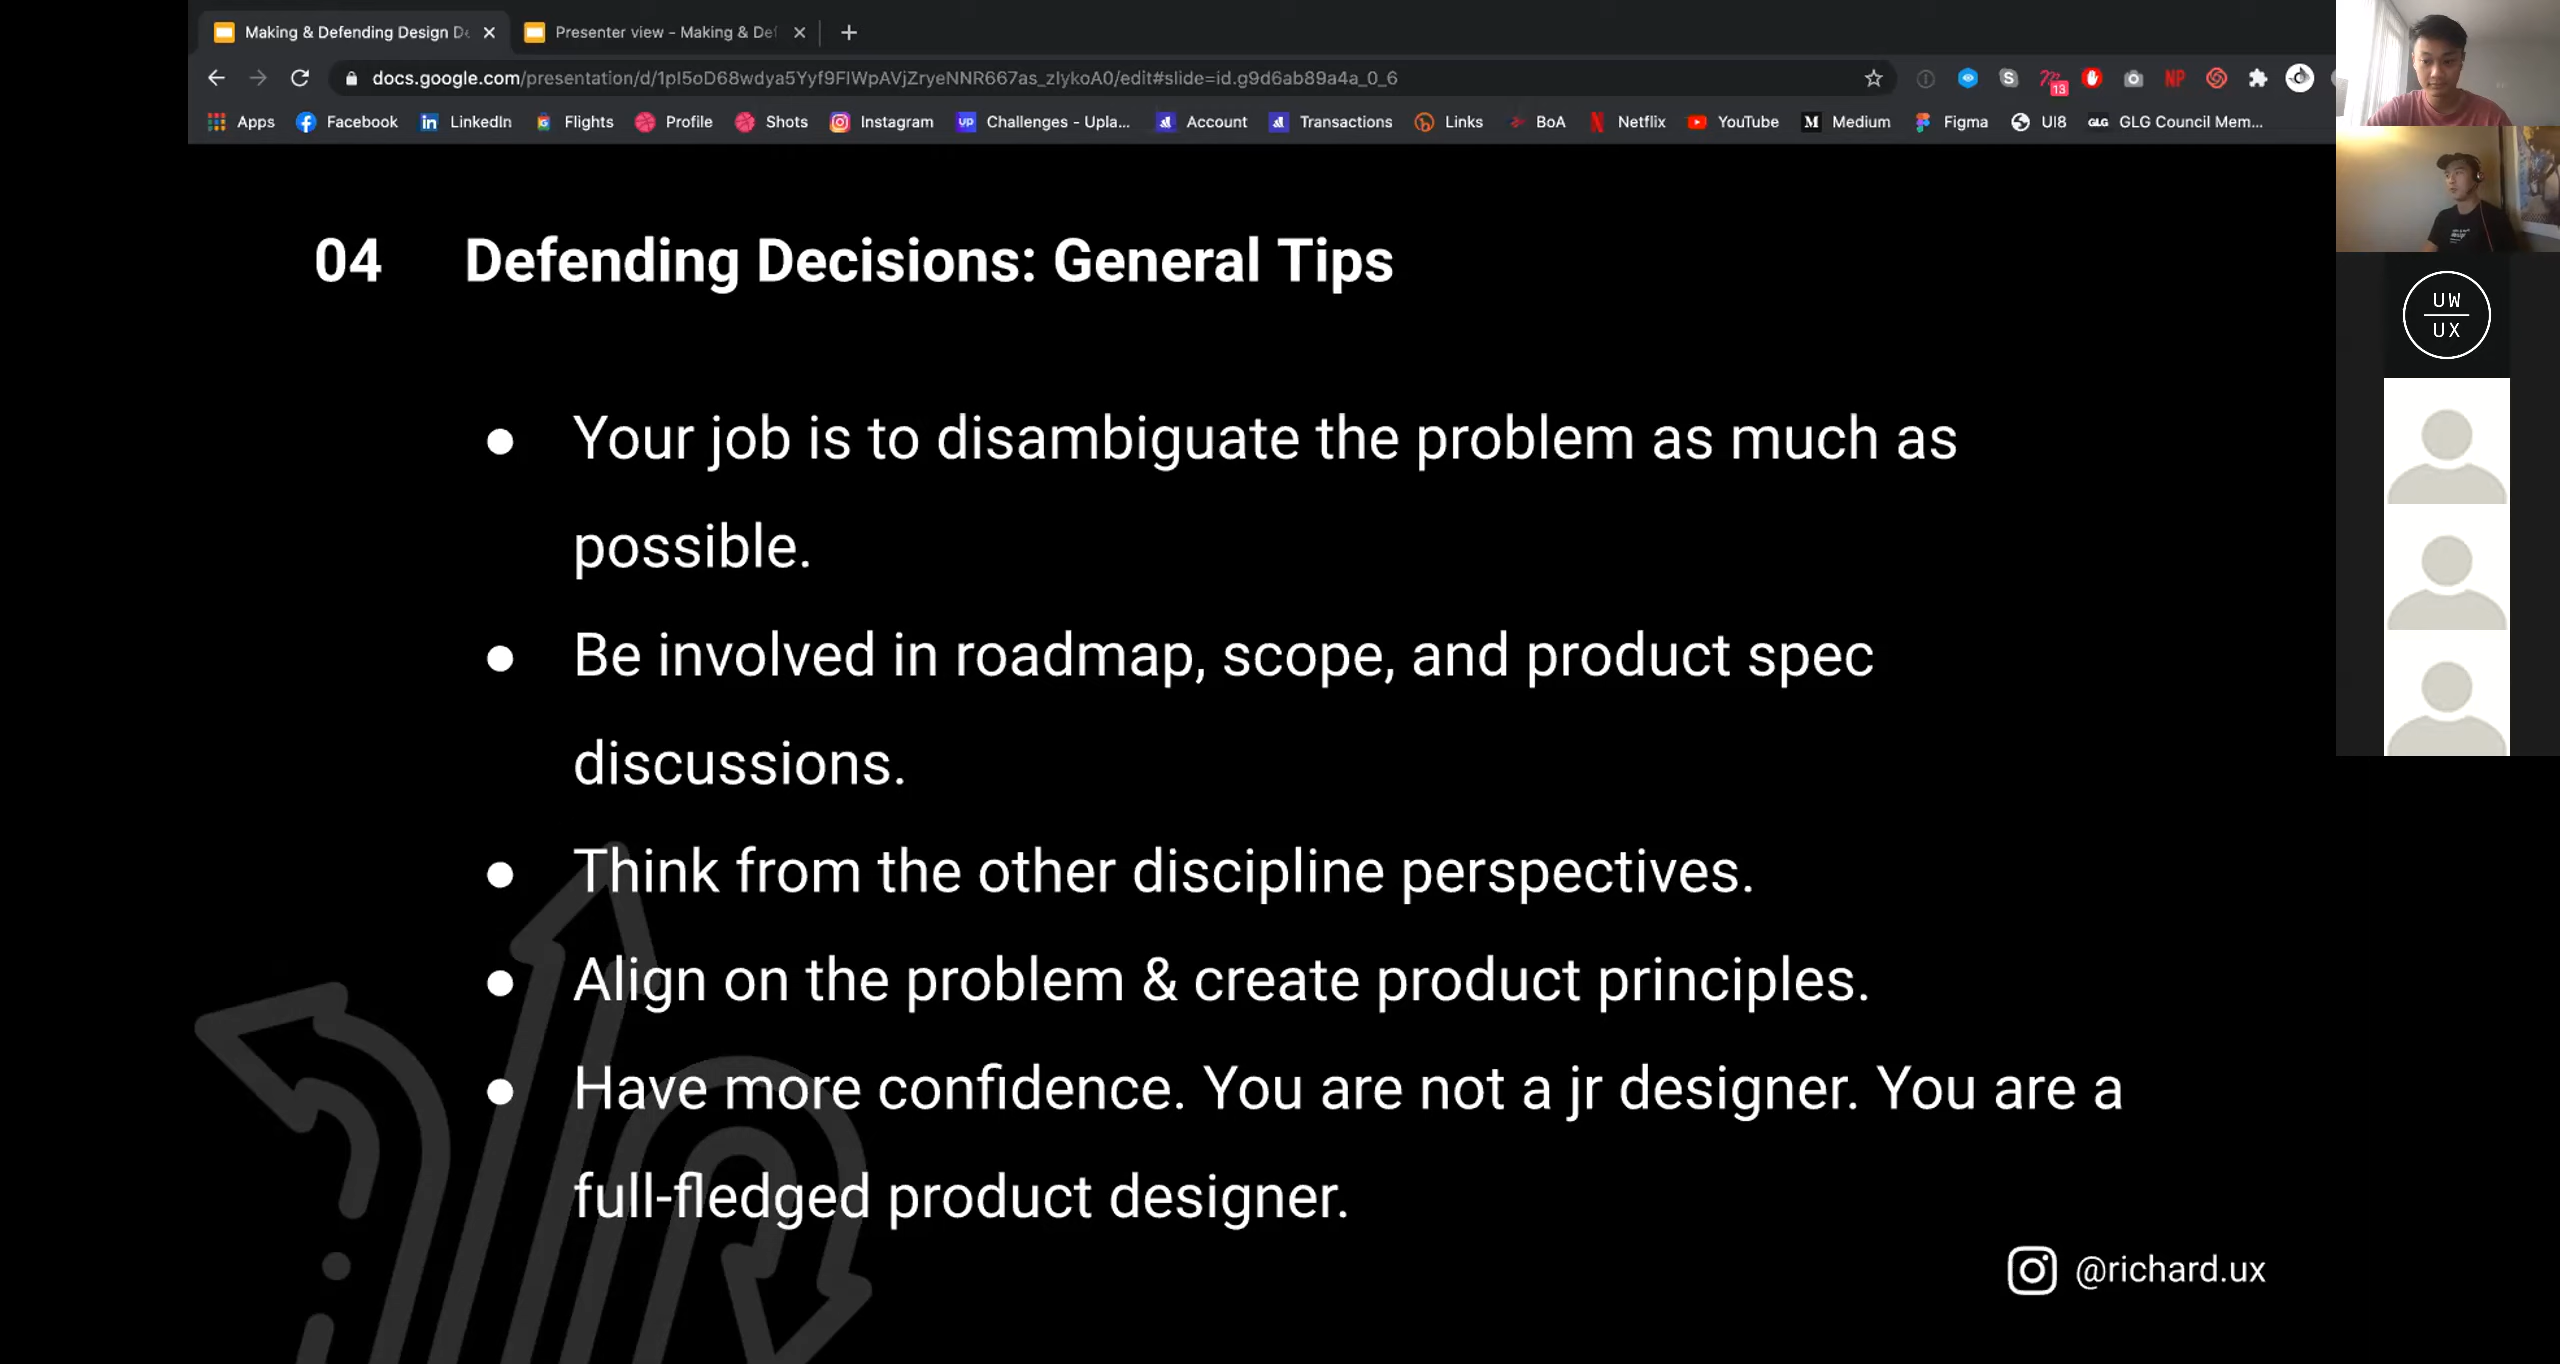 Making & Defending Design De
Presenter view - Making & Def
docs.google.com/presentation/d/1pI5oD68wdya5Yyf9FIWpAVjZryeNNR667as_zIykoA0/edit#slide=id.g9d6ab89a4a_0_6
13
NP
Apps Facebook LinkedIn Flights Profile Shots Instagram UP Challenges - Upla... Account Transactions Links BoA Netflix YouTube Medium Figma UI8 GLG GLG Council Mem...
UW
UX
04 Defending Decisions: General Tips
● Your job is to disambiguate the problem as much as
possible.
● Be involved in roadmap, scope, and product spec
discussions.
● Think from the other discipline perspectives.
● Align on the problem & create product principles.
● Have more confidence. You are not a jr designer. You are a
full-fledged product designer.
@richard.ux